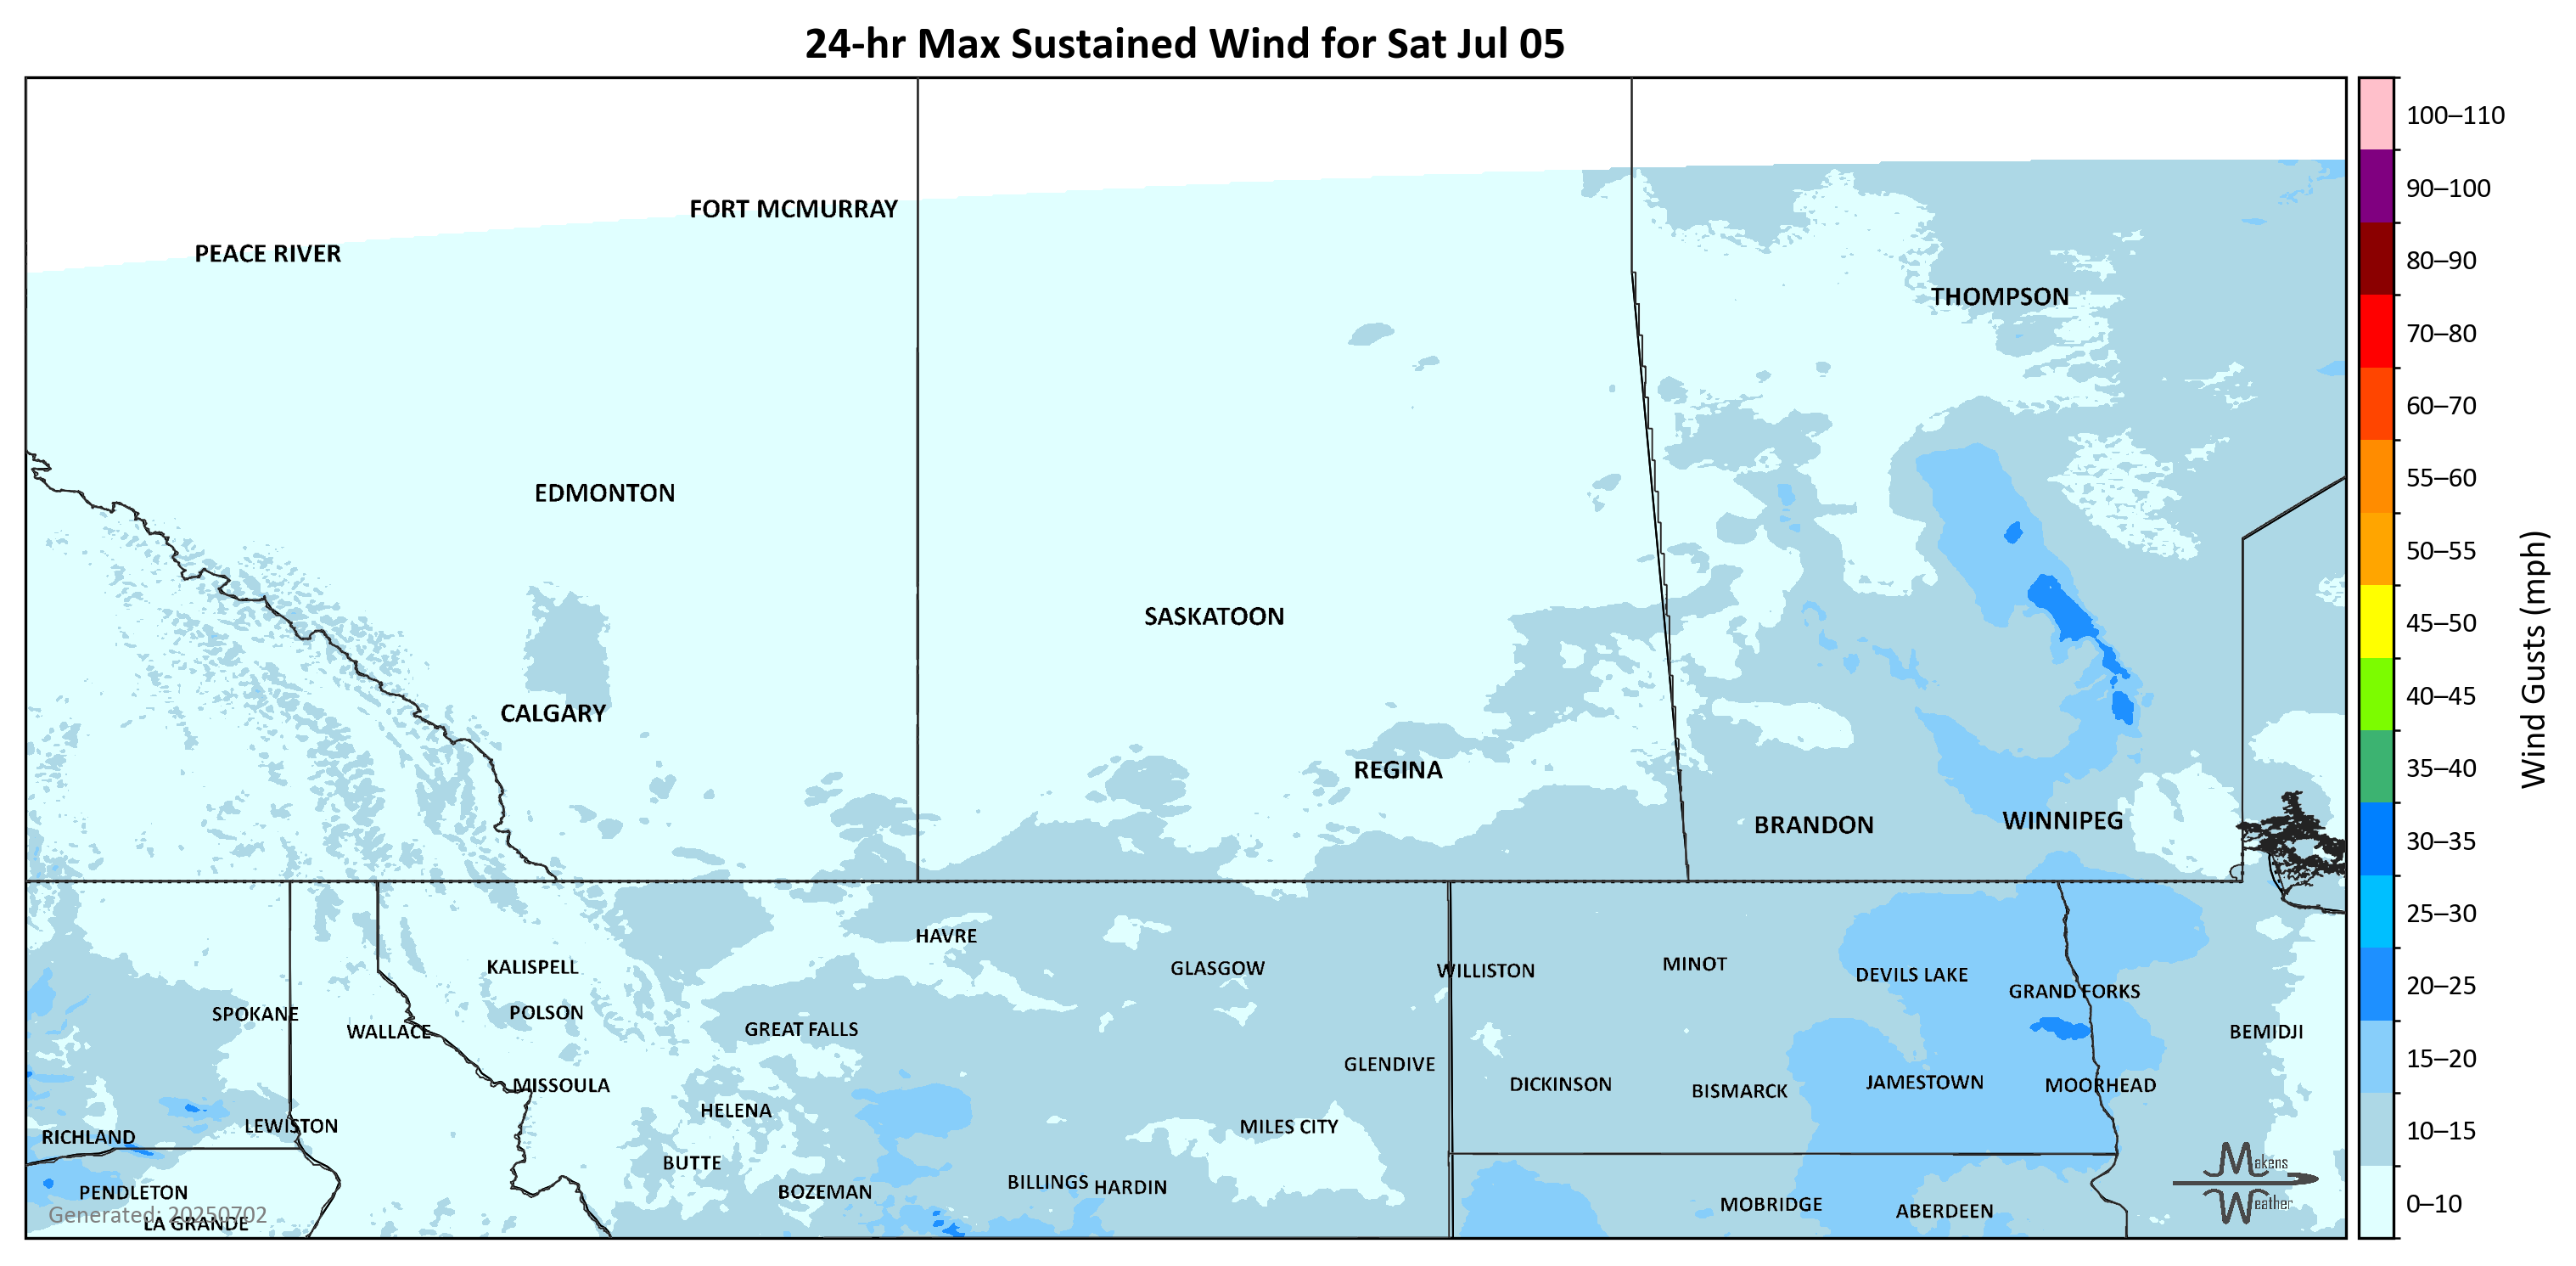 24-hr Max Sustained Wind for Sat Jul 05
100–110
90–100
80–90
70–80
60–70
55–60
50–55
45–50
40–45
35–40
30–35
25–30
20–25
15–20
10–15
0–10
Wind Gusts (mph)
FORT MCMURRAY
PEACE RIVER
THOMPSON
EDMONTON
SASKATOON
CALGARY
REGINA
BRANDON
WINNIPEG
HAVRE
KALISPELL
GLASGOW
WILLISTON
MINOT
DEVILS LAKE
GRAND FORKS
SPOKANE
POLSON
WALLACE
GREAT FALLS
BEMIDJI
GLENDIVE
MISSOULA
DICKINSON
BISMARCK
JAMESTOWN
MOORHEAD
HELENA
LEWISTON
MILES CITY
RICHLAND
BUTTE
PENDLETON
BOZEMAN
BILLINGS
HARDIN
MOBRIDGE
ABERDEEN
Generated: 20250702
LA GRANDE
Makens
Weather